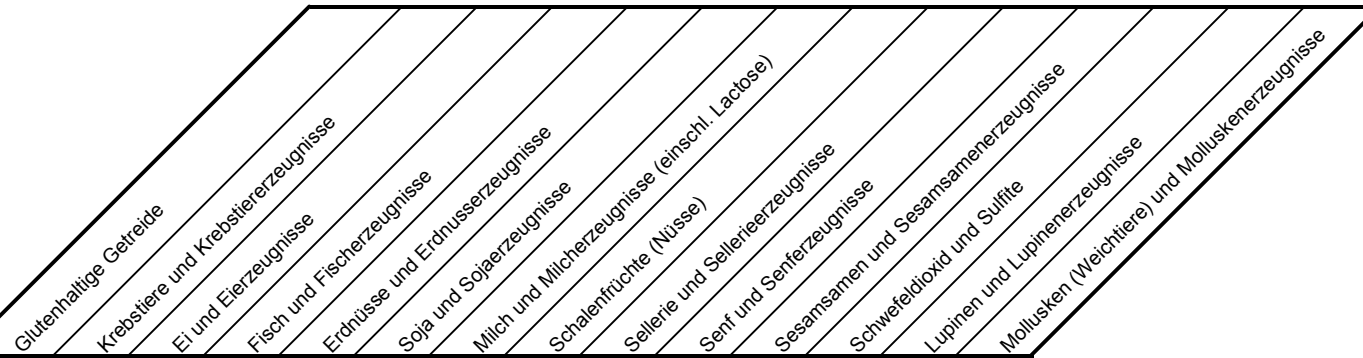 Glutenhaltige Getreide
Krebstiere und Krebstiererzeugnisse
Ei und Eierzeugnisse
Fisch und Fischerzeugnisse
Erdnüsse und Erdnusserzeugnisse
Soja und Sojaerzeugnisse
Milch und Milcherzeugnisse (einschl. Lactose)
Schalenfrüchte (Nüsse)
Sellerie und Sellerieerzeugnisse
Senf und Senferzeugnisse
Sesamsamen und Sesamsamenerzeugnisse
Schwefeldioxid und Sulfite
Lupinen und Lupinenerzeugnisse
Mollusken (Weichtiere) und Molluskenerzeugnisse